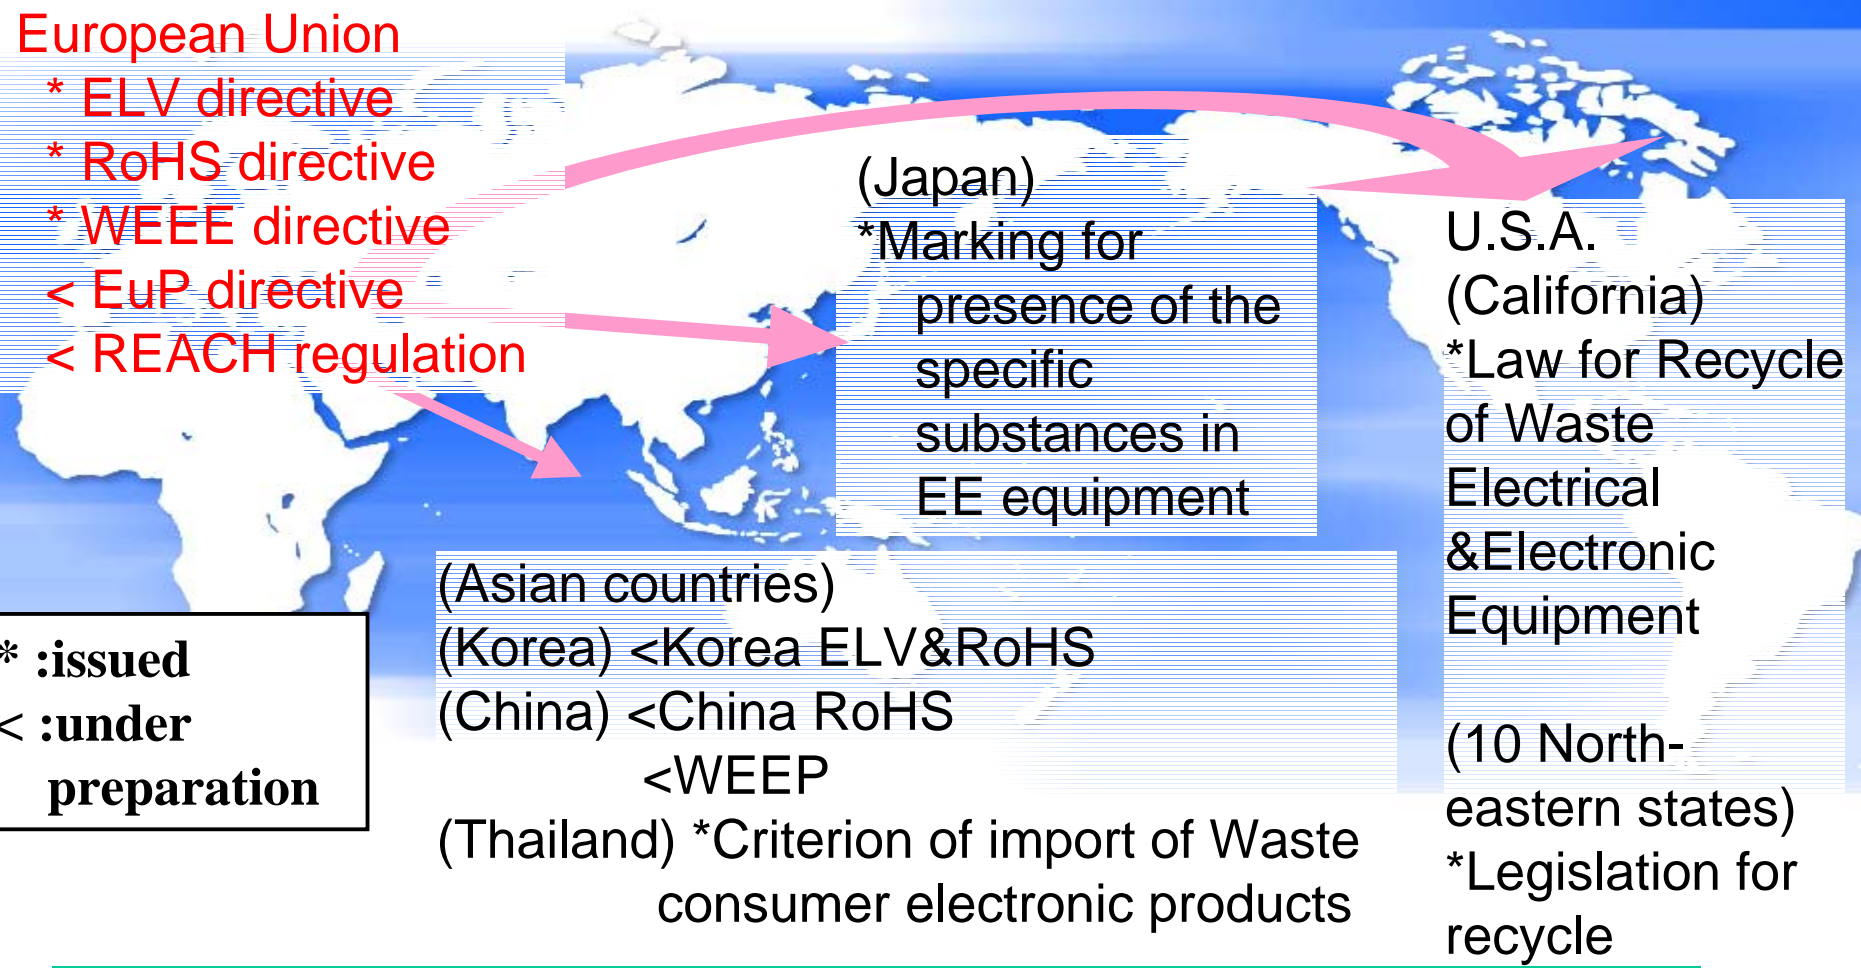 European Union
* ELV directive
* RoHS directive
* WEEE directive
< EuP directive
< REACH regulation
(Japan)
*Marking for
presence of the
specific
substances in
EE equipment
U.S.A.
(California)
*Law for Recycle
of Waste
Electrical
&Electronic
Equipment
(10 North-
eastern states)
*Legislation for
recycle
(Asian countries)
(Korea) <Korea ELV&RoHS
(China) <China RoHS
<WEEP
(Thailand) *Criterion of import of Waste
consumer electronic products
* :issued
< :under
preparation